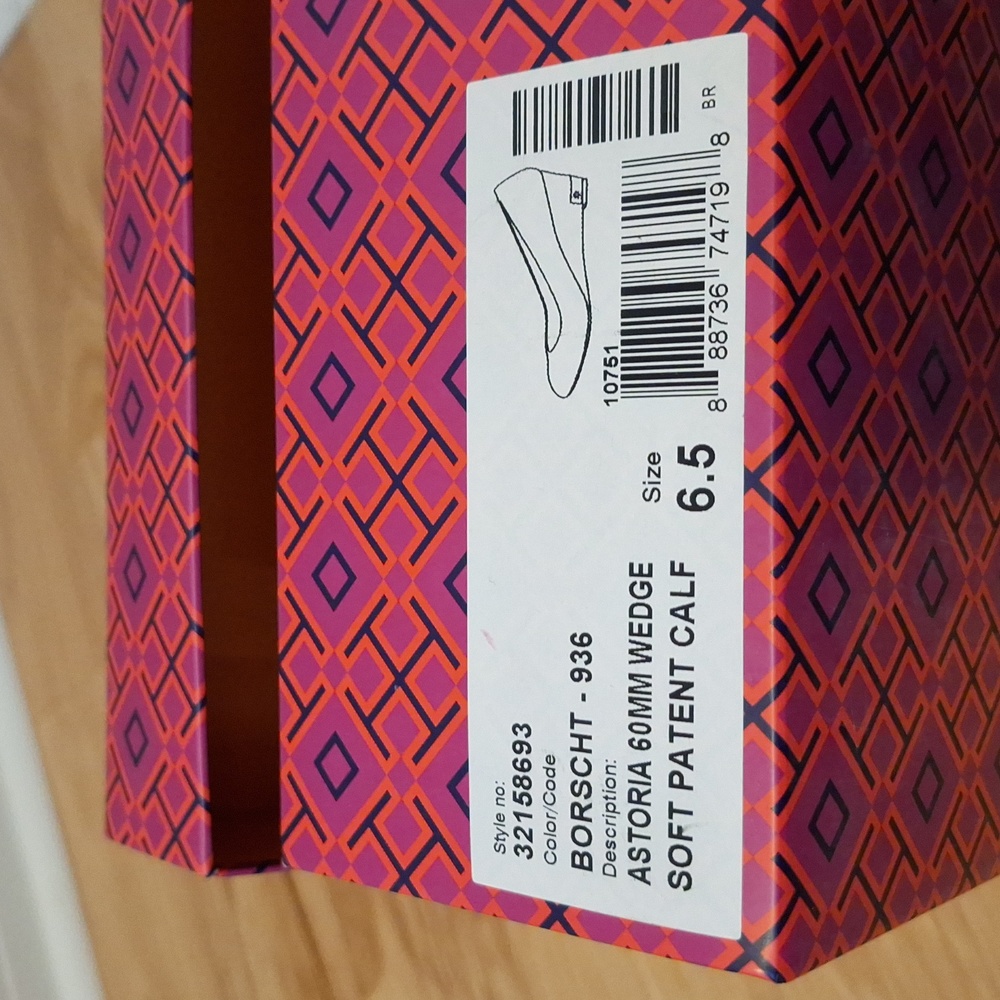 Style no:
32158693
Color/Code
BORSCHT - 936
Description:
ASTORIA 60MM WEDGE
SOFT PATENT CALF
Size
6.5
10751
8 88736 74719 8
BR